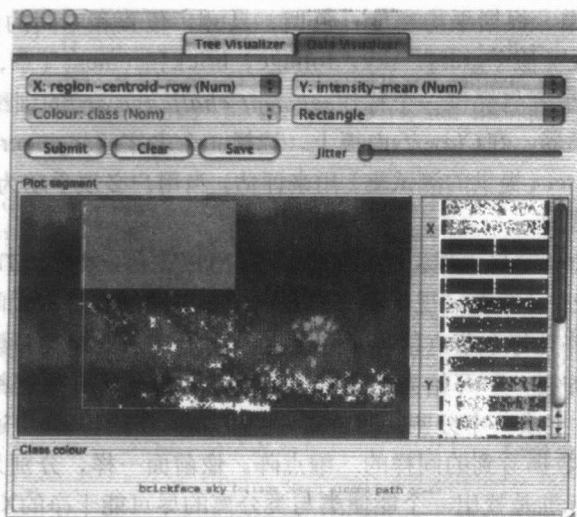 Tree Visualizer Data Visualizer
X: region-centroid-row (Num) Y: intensity-mean (Num)
Colour: class (Nom) Rectangle
Submit Clear Save Jitter
Plot: segment
X
Y
Class colour
brickface sky path